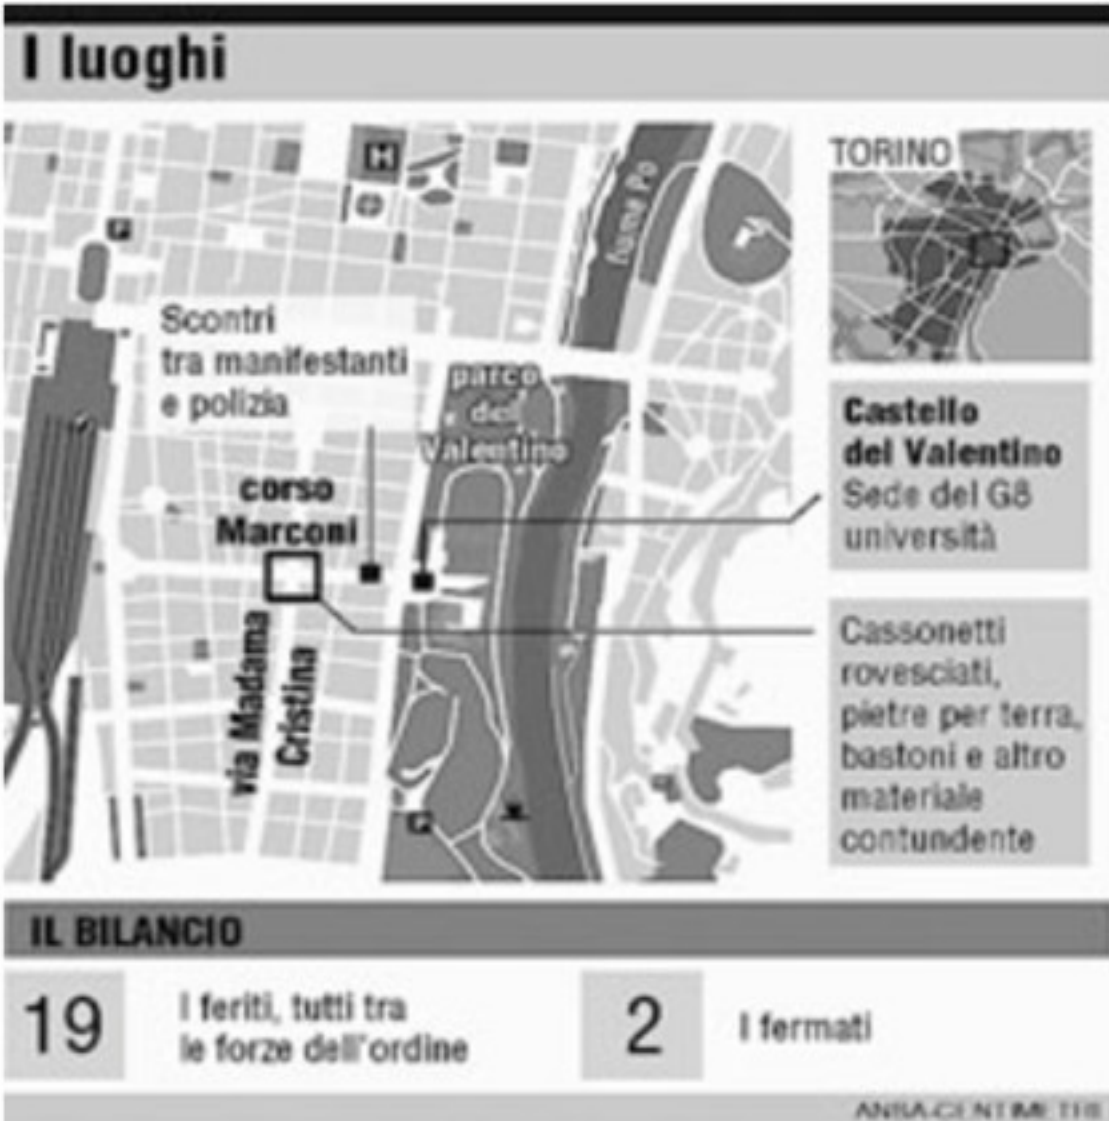 I luoghi
H
fiume Po
TORINO
P
Scontri
tra manifestanti
e polizia
parco
del
Valentino
Castello
del Valentino
Sede del G8
università
corso
Marconi
via Madama
Cristina
Cassonetti
rovesciati,
pietre per terra,
bastoni e altro
materiale
contundente
P
IL BILANCIO
19
I feriti, tutti tra
le forze dell'ordine
2
I fermati
ANSA-CENTIMETRI